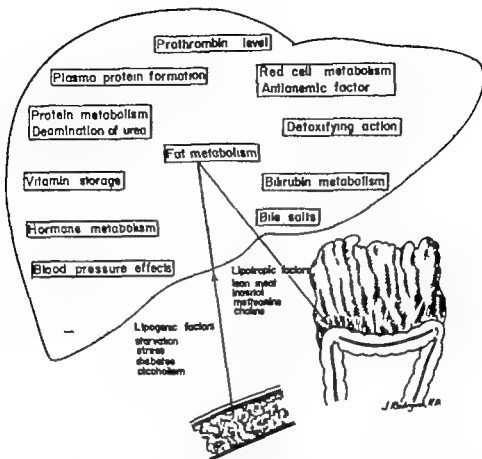 Prothrombin level
Plasma protein formation
Red cell metabolism
Antianemic factor
Protein metabolism
Deamination of urea
Detoxifying action
Fat metabolism
Vitamin storage
Bilirubin metabolism
Bile salts
Hormone metabolism
Blood pressure effects
Lipotropic factors
lean meat
inositol
methionine
choline
Lipogenic factors
starvation
stress
diabetes
alcoholism